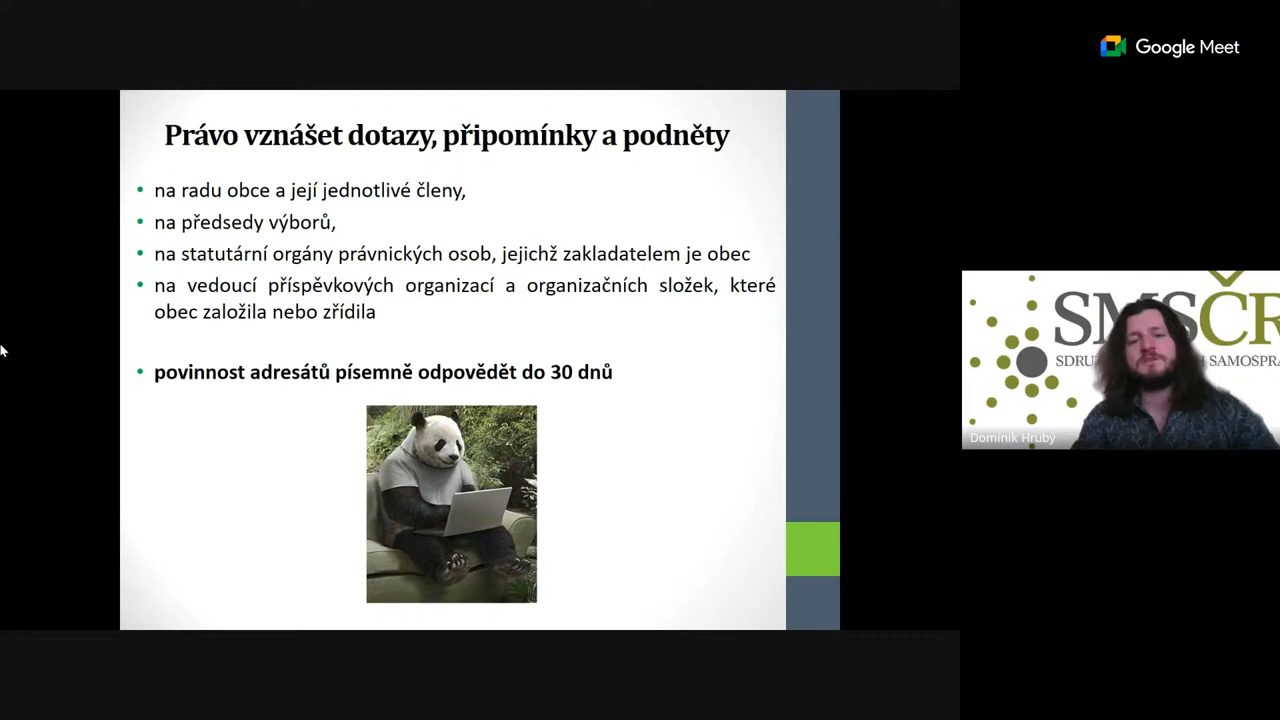 Google Meet
Právo vznášet dotazy, připomínky a podněty
• na radu obce a její jednotlivé členy,
• na předsedy výborů,
• na statutární orgány právnických osob, jejichž zakladatelem je obec
• na vedoucí příspěvkových organizací a organizačních složek, které
obec založila nebo zřídila
• povinnost adresátů písemně odpovědět do 30 dnů
SMSČR
SAMOSPRÁ
Dominik Hrubý